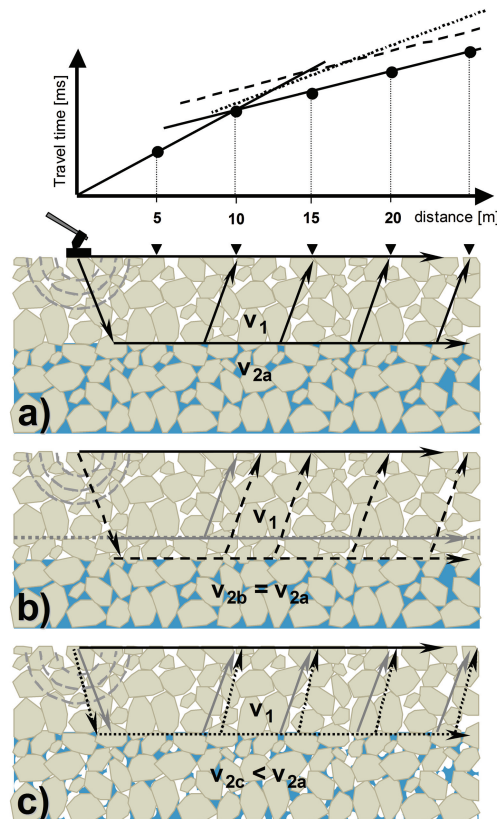 Travel time [ms]
5 10 15 20 distance [m]
v1
v2a
a)
v1
v2b = v2a
b)
v1
v2c < v2a
c)